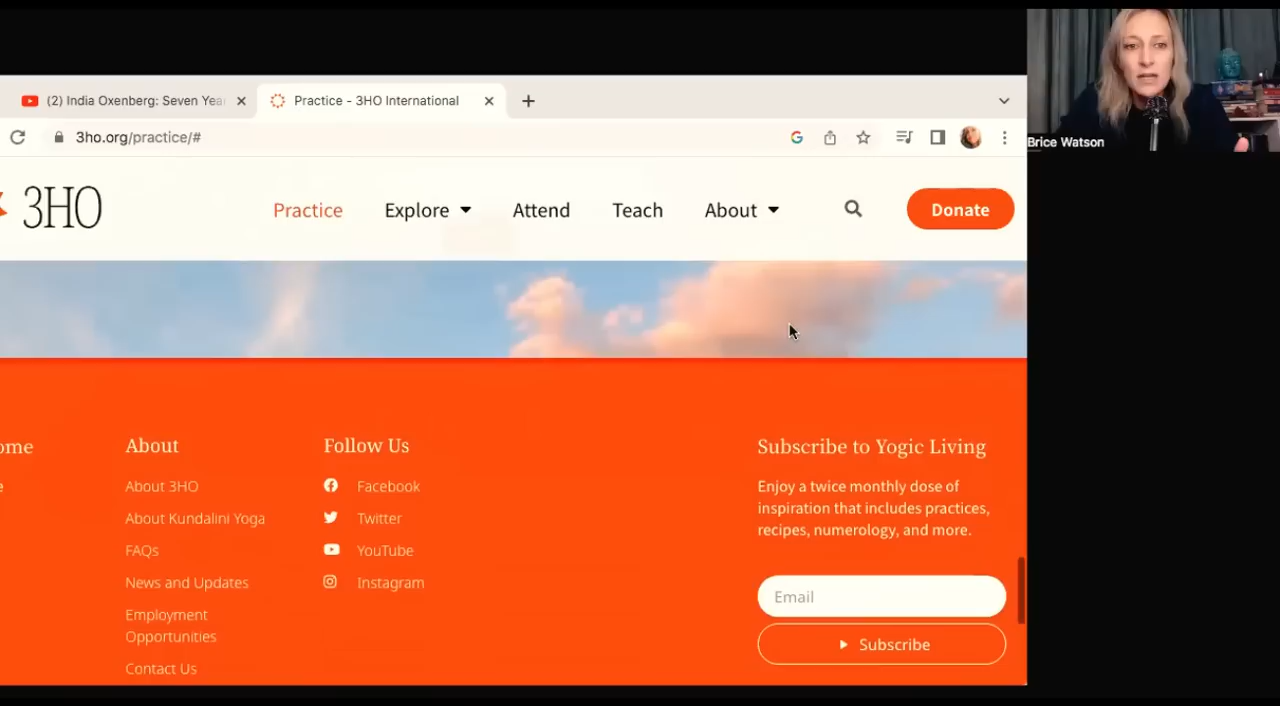 (2) India Oxenberg: Seven Yea
Practice - 3HO International
3ho.org/practice/#
Brice Watson
3HO
Practice
Explore
Attend
Teach
About
Donate
ome
e
About
About 3HO
About Kundalini Yoga
FAQs
News and Updates
Employment
Opportunities
Contact Us
Follow Us
Facebook
Twitter
YouTube
Instagram
Subscribe to Yogic Living
Enjoy a twice monthly dose of
inspiration that includes practices,
recipes, numerology, and more.
Email
Subscribe